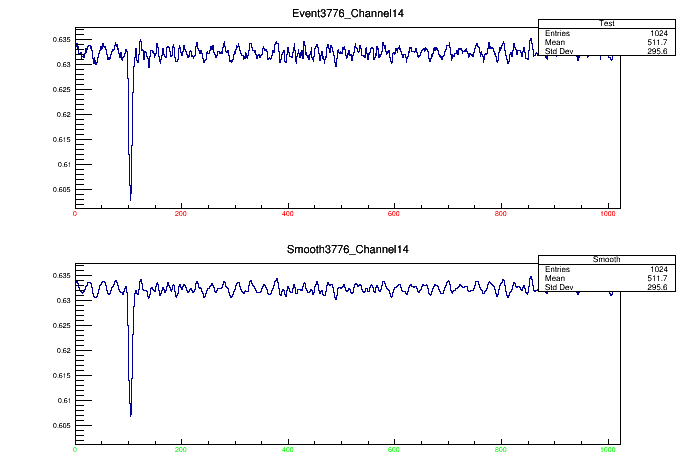 Event3776_Channel14
Test
Entries 1024
Mean 511.7
Std Dev 295.6
0.635
0.63
0.625
0.62
0.615
0.61
0.605
0 200 400 600 800 1000
Smooth3776_Channel14
Smooth
Entries 1024
Mean 511.7
Std Dev 295.6
0.635
0.63
0.625
0.62
0.615
0.61
0.605
0 200 400 600 800 1000